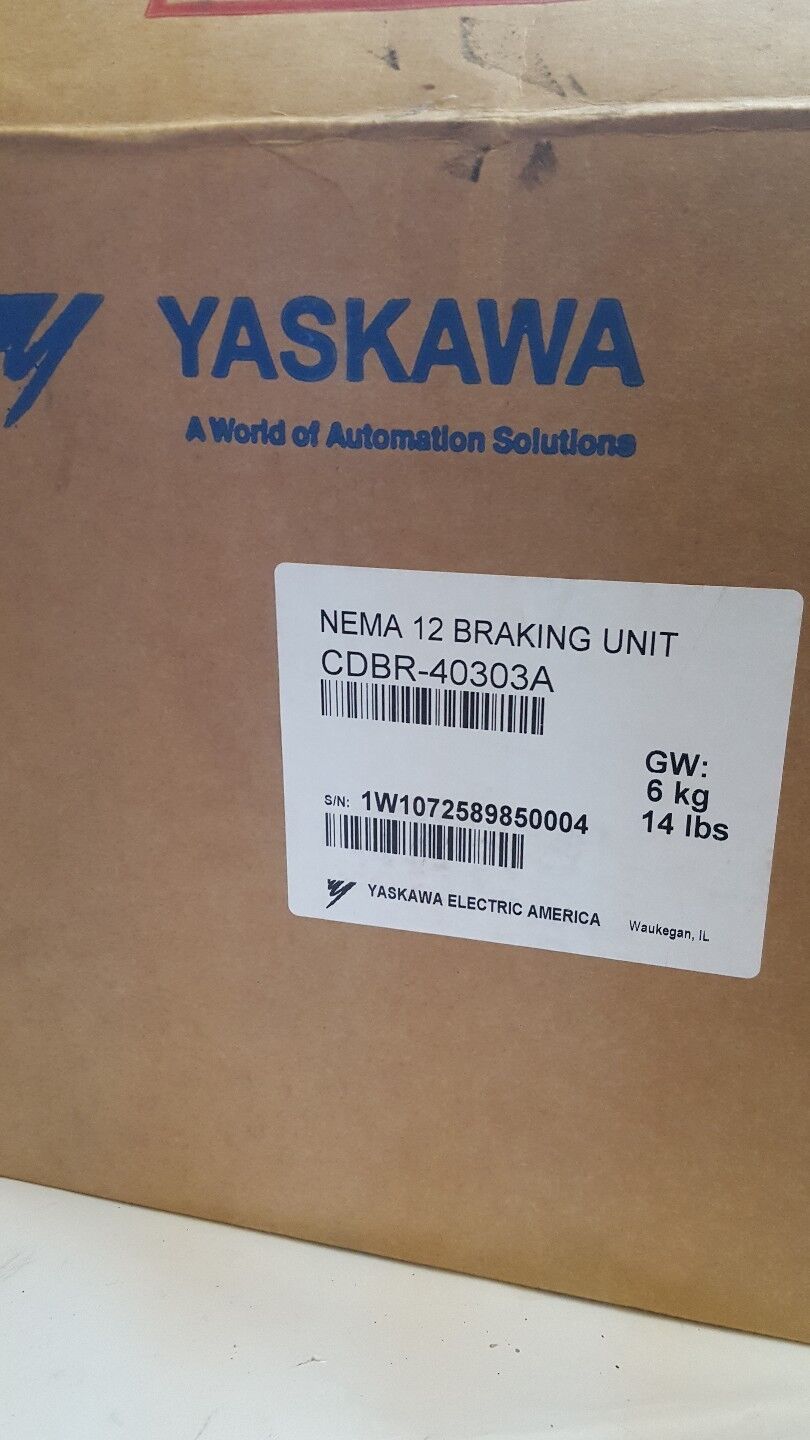 YASKAWA
A World of Automation Solutions
NEMA 12 BRAKING UNIT
CDBR-40303A
GW:
6 kg
14 lbs
S/N: 1W1072589850004
YASKAWA ELECTRIC AMERICA Waukegan, IL